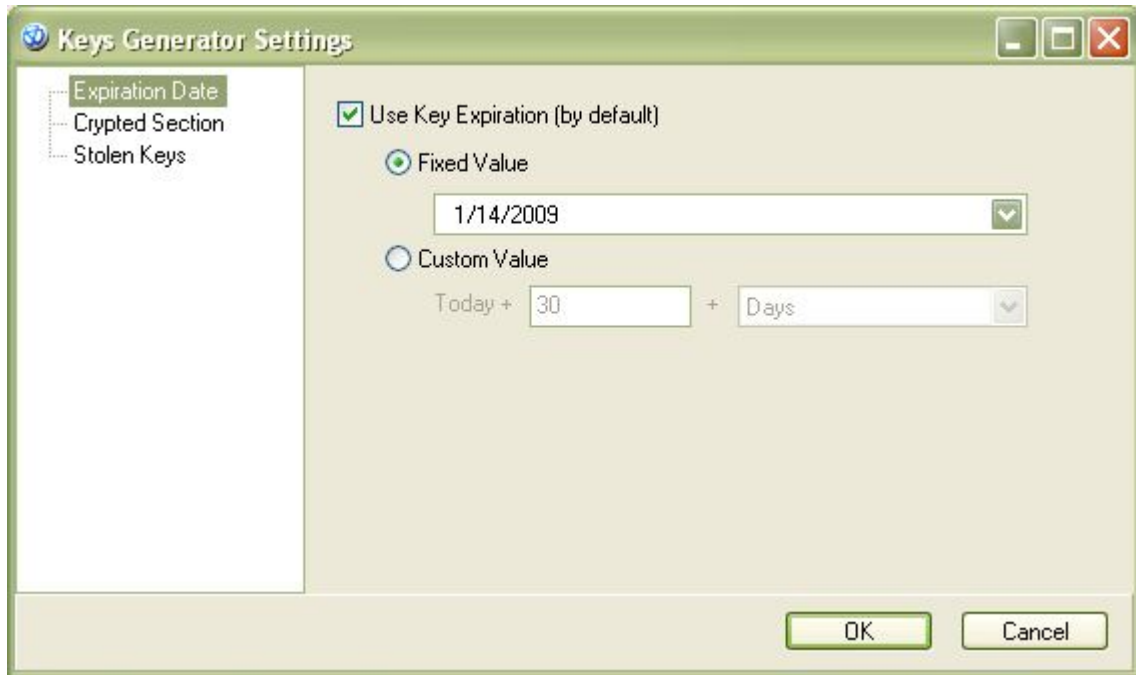 Keys Generator Settings
Expiration Date
Crypted Section
Stolen Keys
Use Key Expiration (by default)
Fixed Value
1/14/2009
Custom Value
Today + 30 + Days
OK Cancel